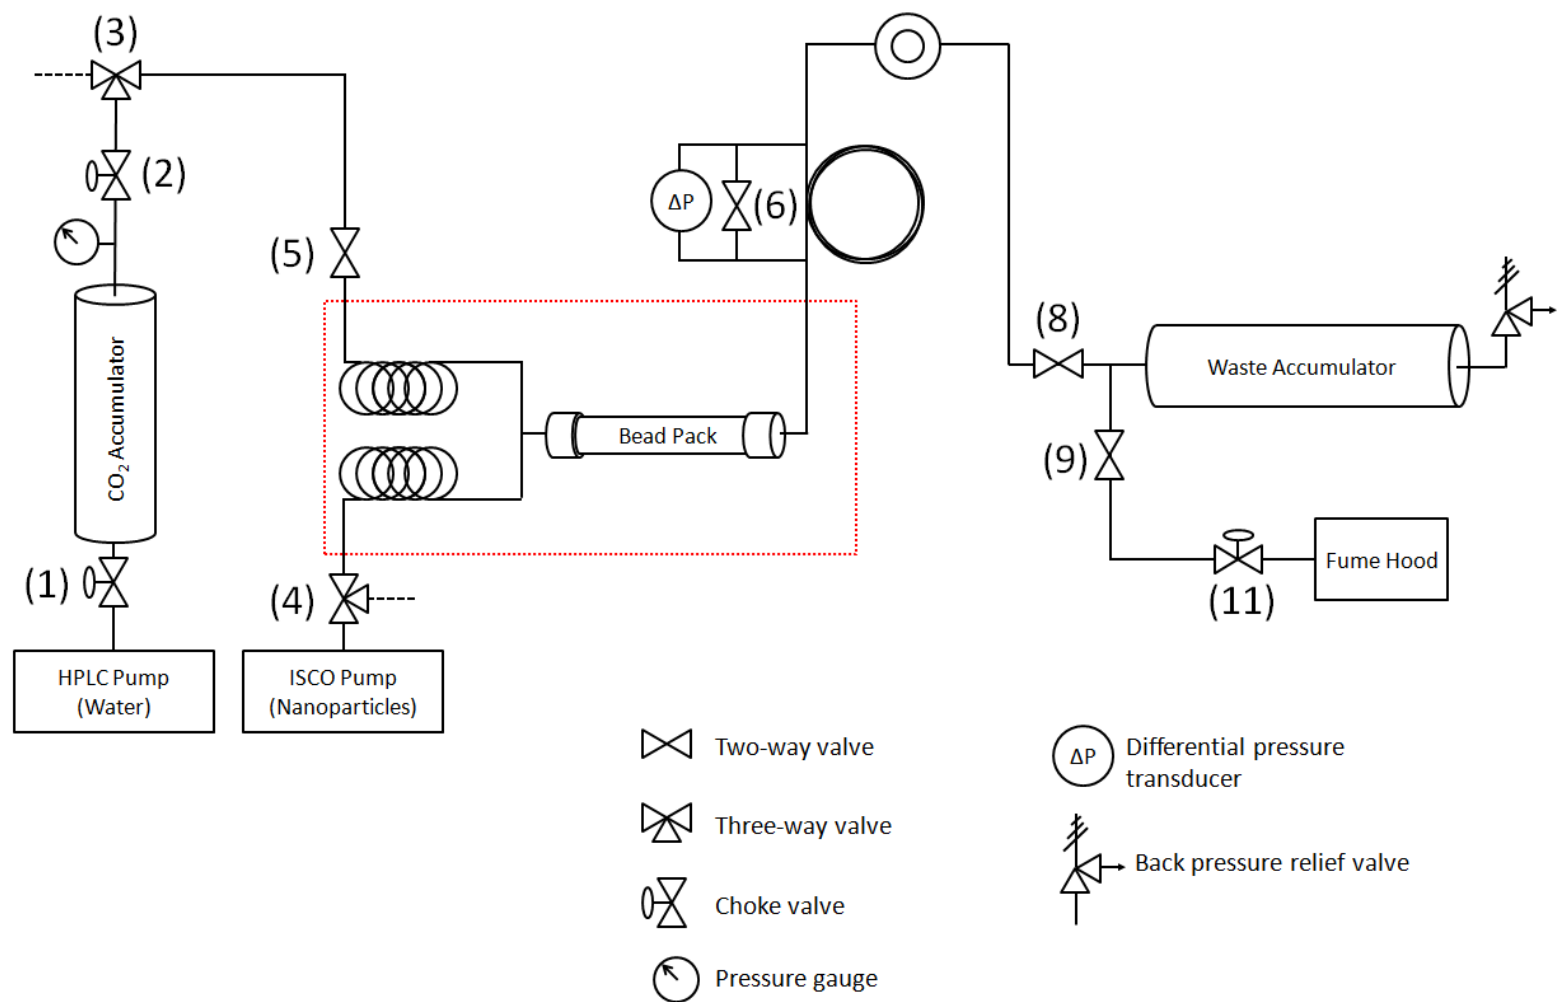 (3)
(2)
(5)
ΔP
(6)
(8)
Waste Accumulator
CO₂ Accumulator
Bead Pack
(9)
(1)
(4)
(11)
Fume Hood
HPLC Pump
(Water)
ISCO Pump
(Nanoparticles)
Two-way valve
Three-way valve
Choke valve
Pressure gauge
ΔP
Differential pressure
transducer
Back pressure relief valve